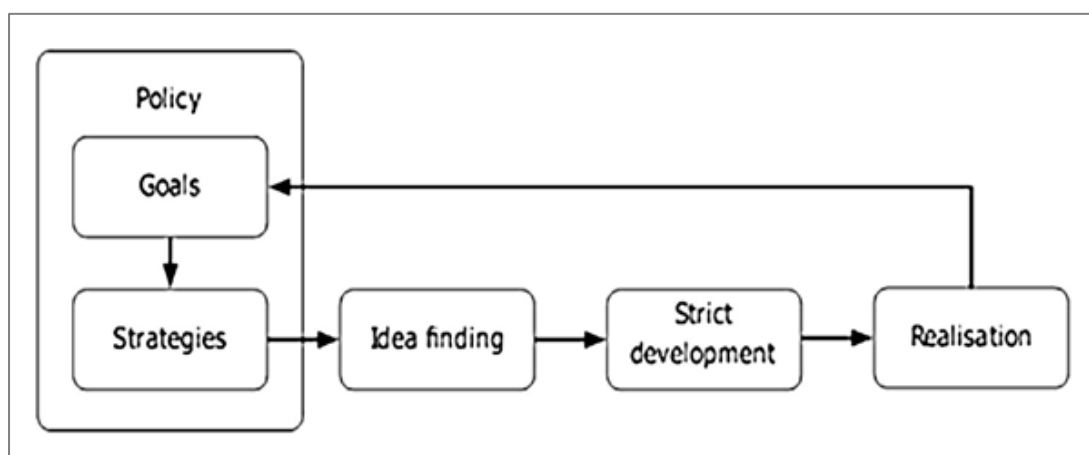 Policy
Goals
Strategies
Idea finding
Strict
development
Realisation